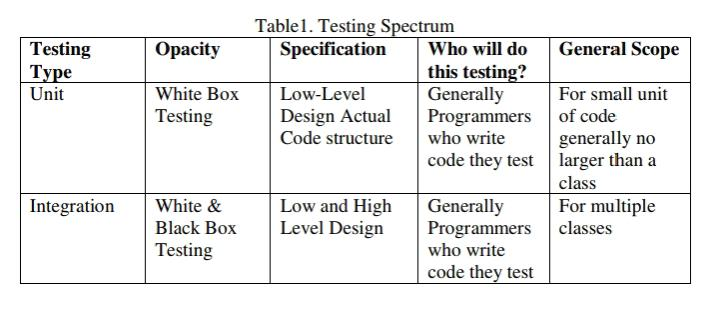 Table1. Testing Spectrum
Testing Type | Opacity | Specification | Who will do this testing? | General Scope
Unit | White Box Testing | Low-Level Design Actual Code structure | Generally Programmers who write code they test | For small unit of code generally no larger than a class
Integration | White & Black Box Testing | Low and High Level Design | Generally Programmers who write code they test | For multiple classes